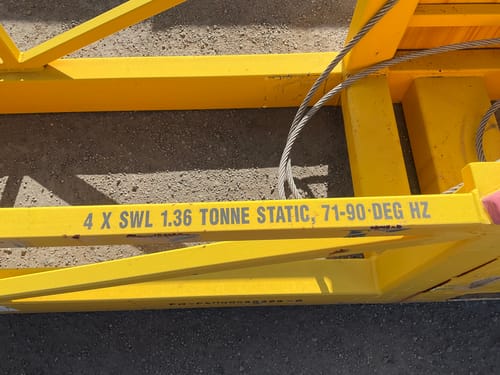 4 X SWL 1.36 TONNE STATIC, 71-90 DEG HZ